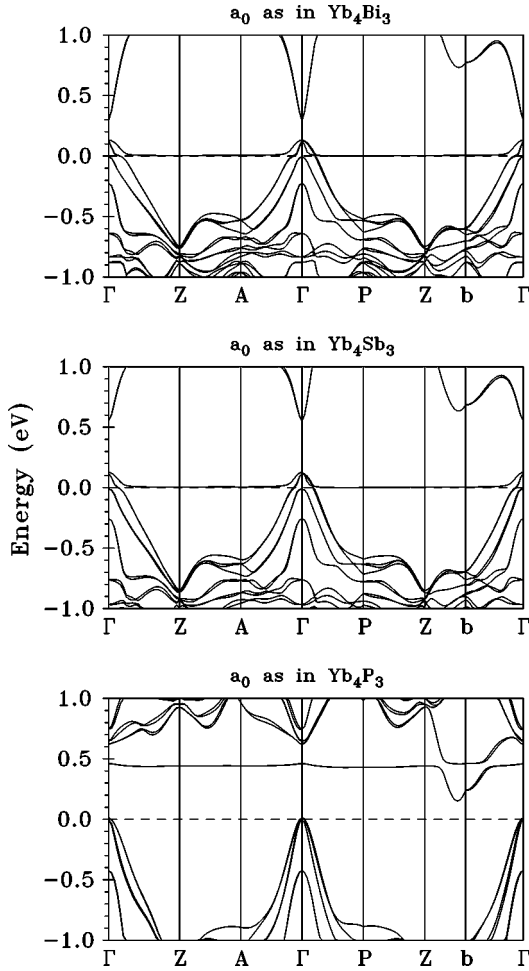 a₀ as in Yb₄Bi₃
1.0
0.5
0.0
−0.5
−1.0
Γ Z A Γ P Z b Γ
a₀ as in Yb₄Sb₃
1.0
0.5
0.0
−0.5
−1.0
Γ Z A Γ P Z b Γ
Energy (eV)
a₀ as in Yb₄P₃
1.0
0.5
0.0
−0.5
−1.0
Γ Z A Γ P Z b Γ